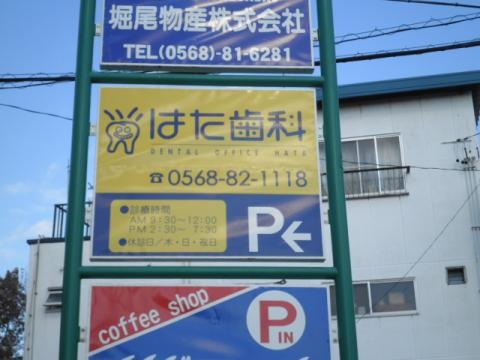 堀尾物産株式会社
TEL(0568)-81-6281
はた歯科
DENTAL OFFICE HATA
☎0568-82-1118
●診療時間
AM 9:30〜12:00
PM 2:30〜 7:30
●休診日/木・日・祝日
P←
coffee shop
P
IN